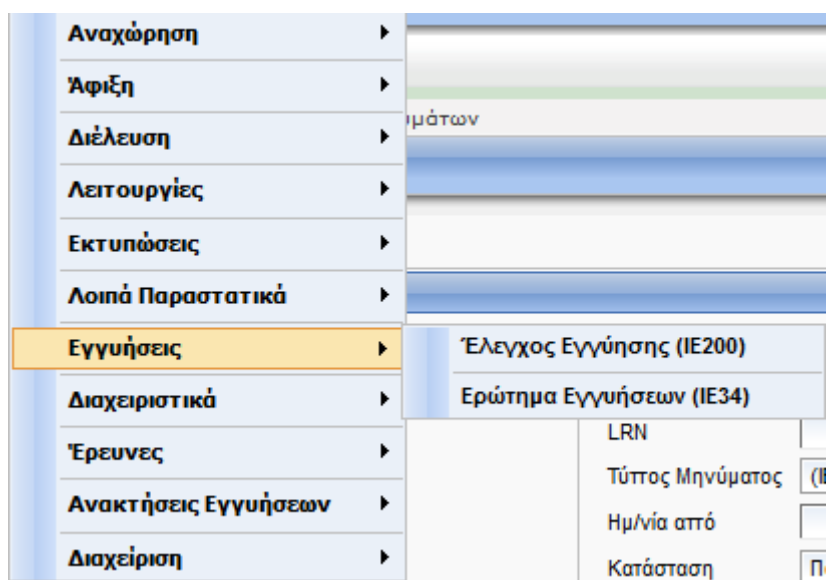 Αναχώρηση
Άφιξη
Διέλευση
Λειτουργίες
Εκτυπώσεις
Λοιπά Παραστατικά
Εγγυήσεις
Έλεγχος Εγγύησης (IE200)
Ερώτημα Εγγυήσεων (IE34)
Διαχειριστικά
Έρευνες
Ανακτήσεις Εγγυήσεων
Διαχείριση
LRN
Τύπος Μηνύματος
Ημ/νία από
Κατάσταση